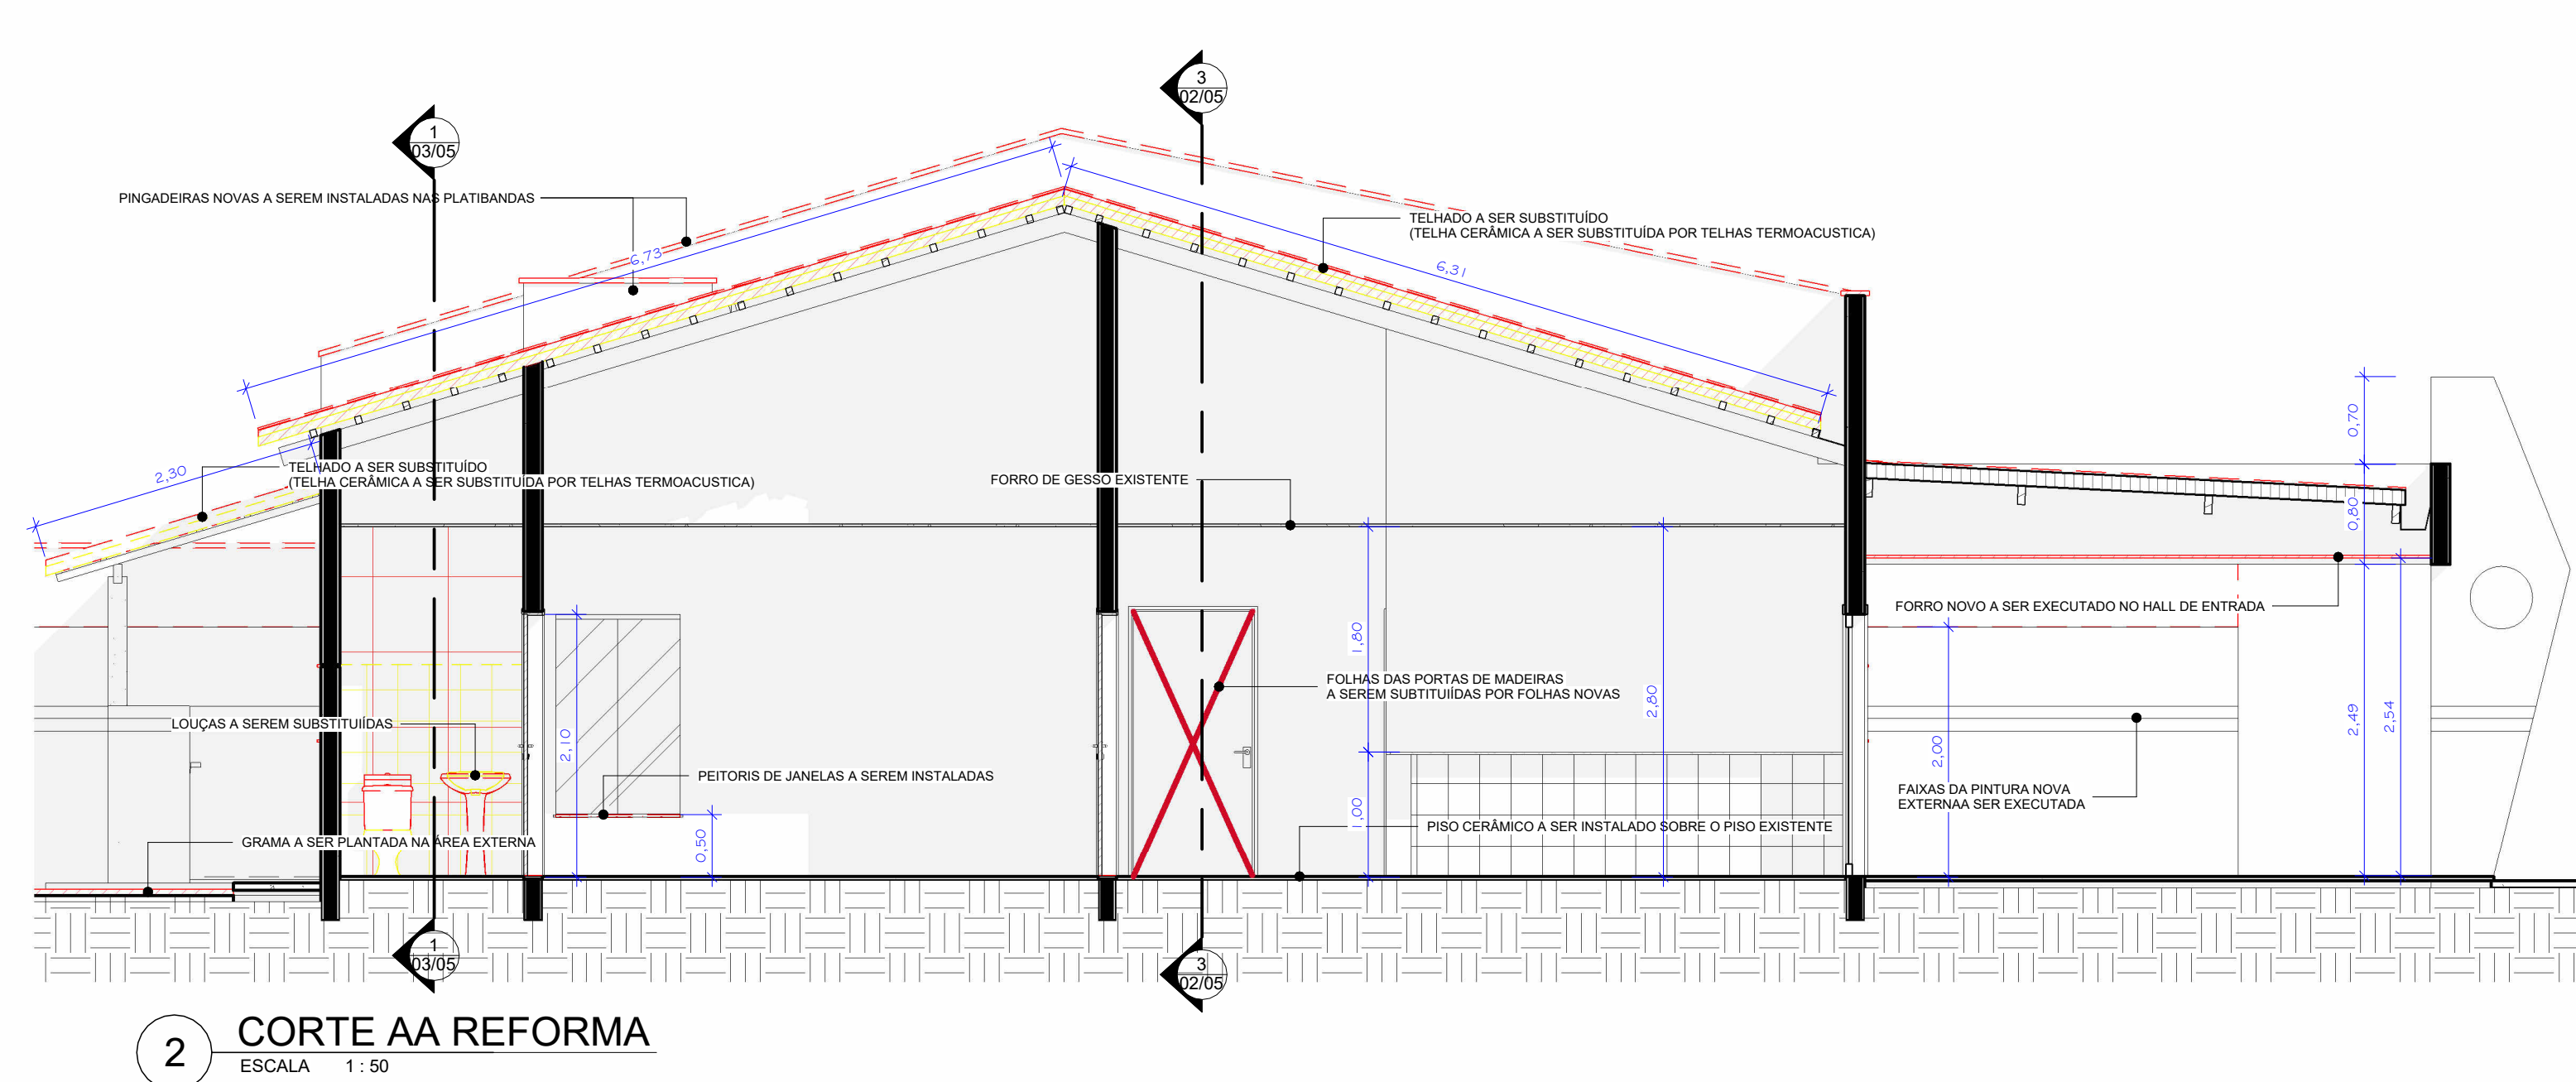 3
02/05
1
03/05
PINGADEIRAS NOVAS A SEREM INSTALADAS NAS PLATIBANDAS
TELHADO A SER SUBSTITUÍDO
(TELHA CERÂMICA A SER SUBSTITUÍDA POR TELHAS TERMOACUSTICA)
6,73
6,31
0,70
2,30
TELHADO A SER SUBSTITUÍDO
(TELHA CERÂMICA A SER SUBSTITUÍDA POR TELHAS TERMOACUSTICA)
FORRO DE GESSO EXISTENTE
0,80
FORRO NOVO A SER EXECUTADO NO HALL DE ENTRADA
1,80
FOLHAS DAS PORTAS DE MADEIRAS
A SEREM SUBTITUIÍDAS POR FOLHAS NOVAS
2,80
LOUÇAS A SEREM SUBSTITUIÍDAS
2,10
2,00
2,49
2,54
PEITORIS DE JANELAS A SEREM INSTALADAS
FAIXAS DA PINTURA NOVA
EXTERNAA SER EXECUTADA
1,00
PISO CERÂMICO A SER INSTALADO SOBRE O PISO EXISTENTE
GRAMA A SER PLANTADA NA ÁREA EXTERNA
0,50
1
03/05
3
02/05
2
CORTE AA REFORMA
ESCALA 1 : 50